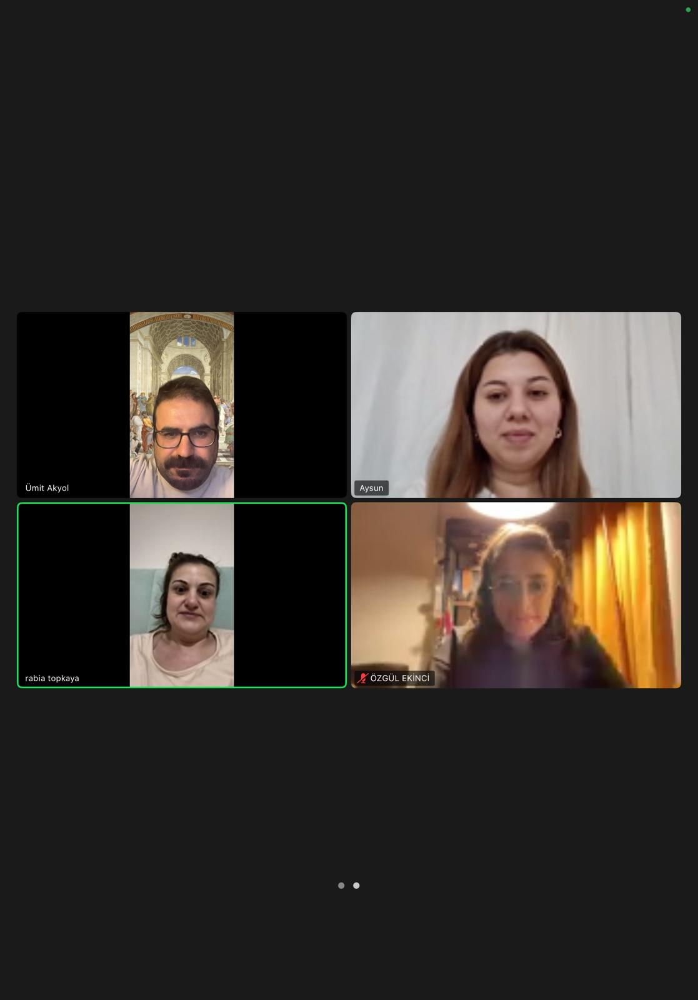 Ümit Akyol
Aysun
rabia topkaya
ÖZGÜL EKİNCİ